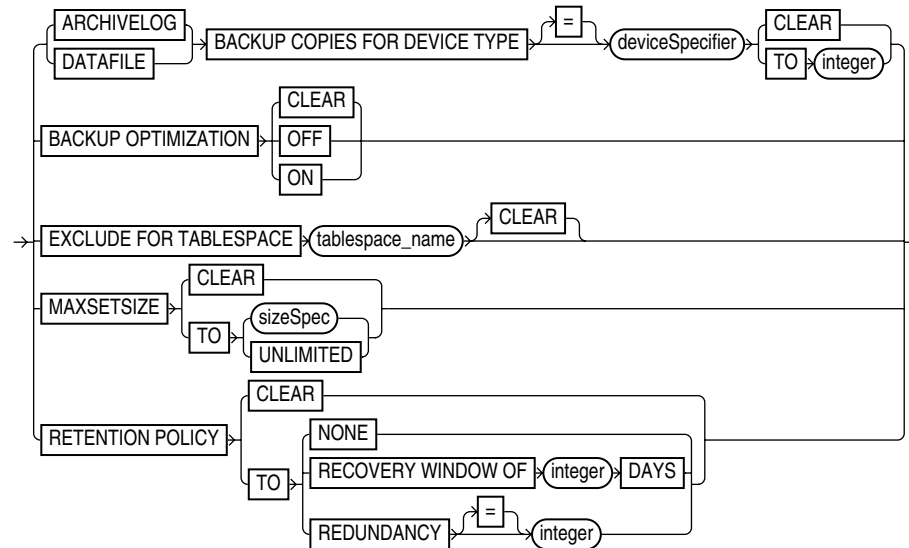 ARCHIVELOG
DATAFILE
BACKUP COPIES FOR DEVICE TYPE
=
deviceSpecifier
CLEAR
TO integer
BACKUP OPTIMIZATION
CLEAR
OFF
ON
EXCLUDE FOR TABLESPACE tablespace_name CLEAR
MAXSETSIZE
CLEAR
TO
sizeSpec
UNLIMITED
RETENTION POLICY
CLEAR
TO
NONE
RECOVERY WINDOW OF integer DAYS
REDUNDANCY = integer